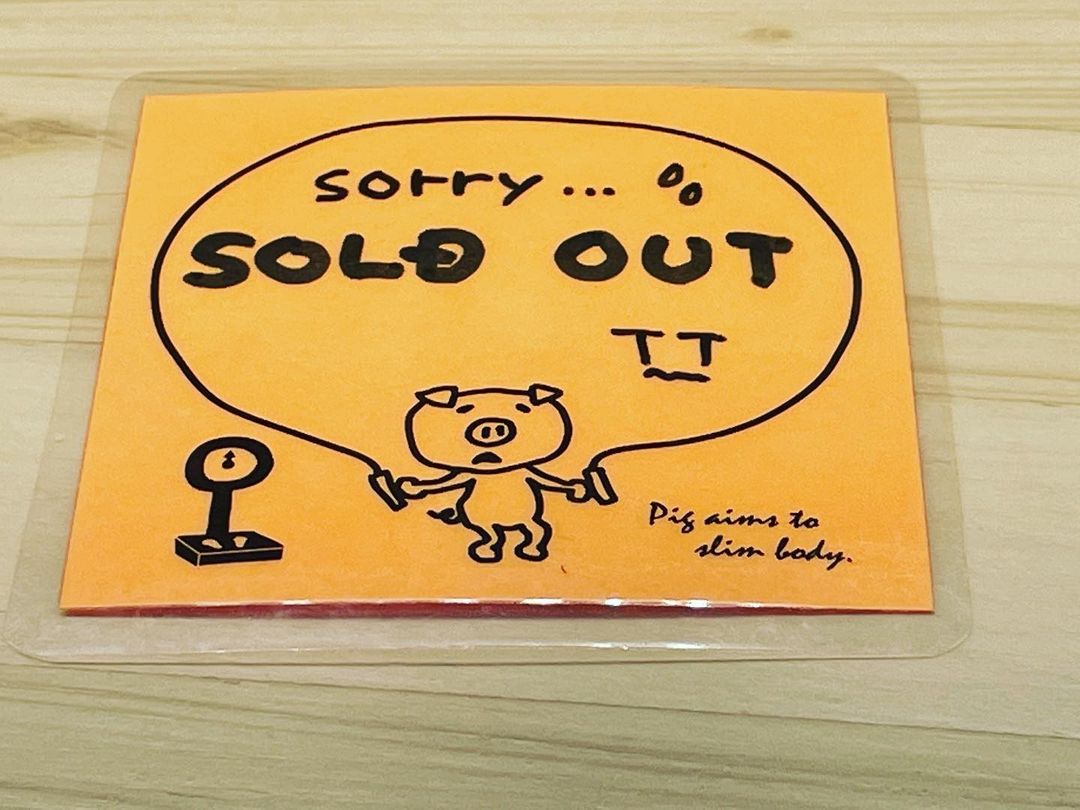 sorry...
SOLD OUT
TT
Pig aims to
slim body.